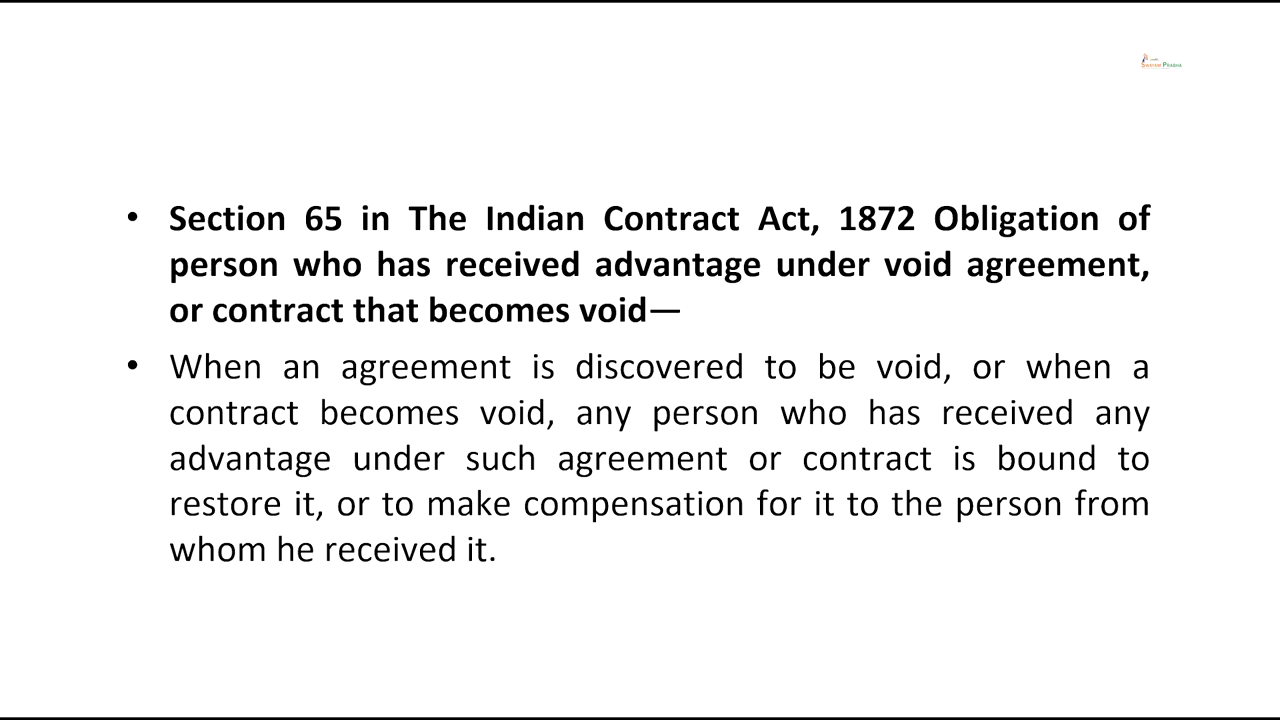 SWAYAM PRABHA
• Section 65 in The Indian Contract Act, 1872 Obligation of
person who has received advantage under void agreement,
or contract that becomes void—
• When an agreement is discovered to be void, or when a
contract becomes void, any person who has received any
advantage under such agreement or contract is bound to
restore it, or to make compensation for it to the person from
whom he received it.